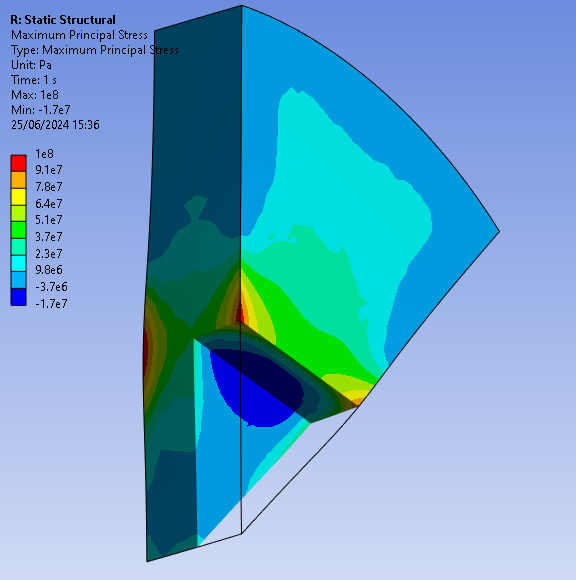 R: Static Structural
Maximum Principal Stress
Type: Maximum Principal Stress
Unit: Pa
Time: 1 s
Max: 1e8
Min: -1.7e7
25/06/2024 15:36
1e8
9.1e7
7.8e7
6.4e7
5.1e7
3.7e7
2.3e7
9.8e6
-3.7e6
-1.7e7